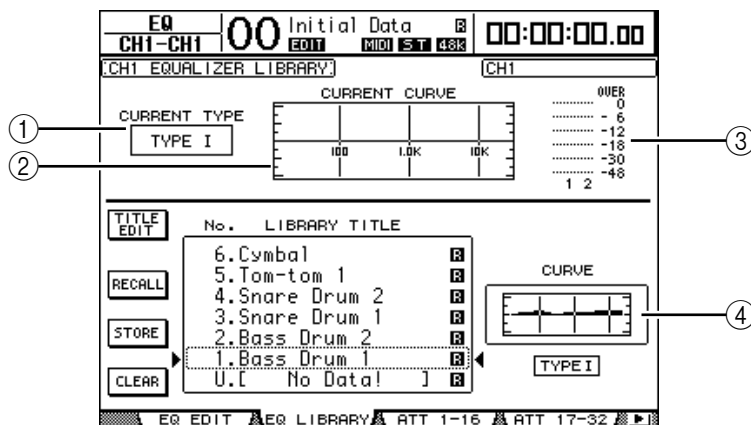 EQ
CH1-CH1
00
Initial Data R
EDIT MIDI ST 48K
00:00:00.00
CH1 EQUALIZER LIBRARY
CH1
CURRENT TYPE
TYPE I
CURRENT CURVE
100 1.0K 10K
OVER
0
- 6
-12
-18
-30
-48
1 2
1
2
3
TITLE EDIT
RECALL
STORE
CLEAR
No. LIBRARY TITLE
6.Cymbal R
5.Tom-tom 1 R
4.Snare Drum 2 R
3.Snare Drum 1 R
2.Bass Drum 2 R
1.Bass Drum 1 R
U.[ No Data! ] R
CURVE
TYPE I
4
EQ EDIT EQ LIBRARY ATT 1-16 ATT 17-32